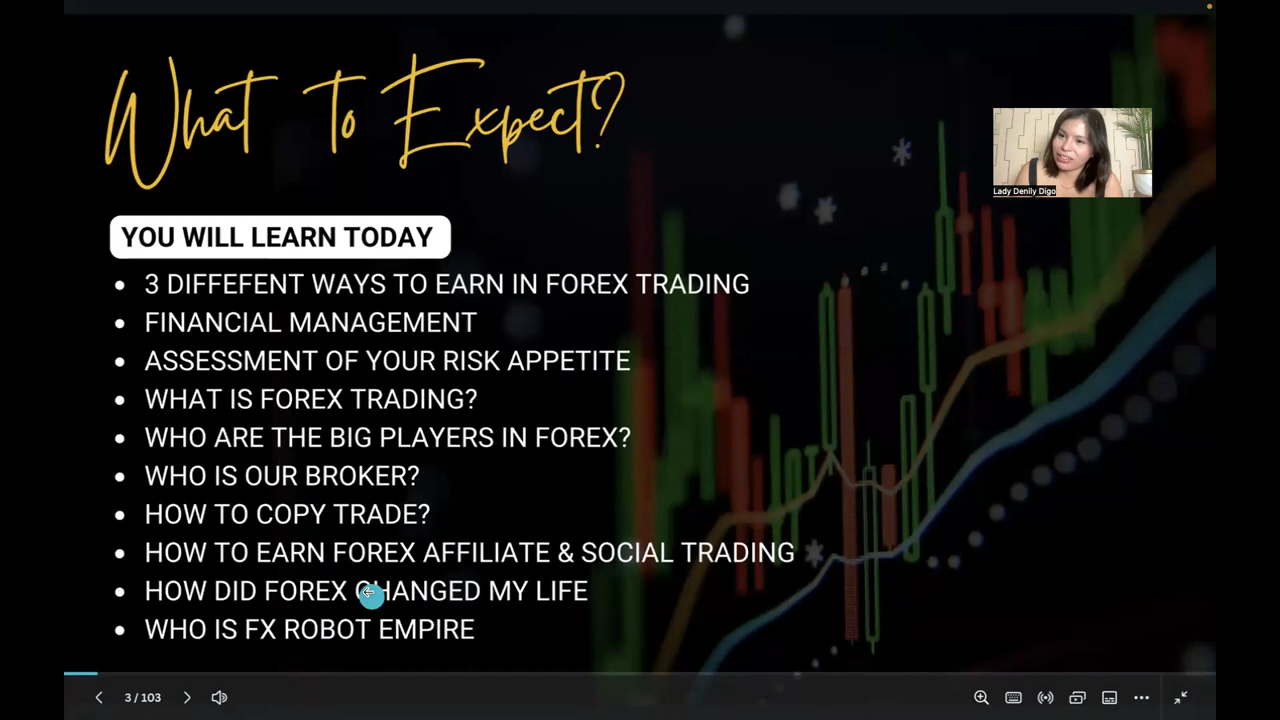 What to Expect?
Lady Denily Digo
YOU WILL LEARN TODAY
• 3 DIFFEFENT WAYS TO EARN IN FOREX TRADING
• FINANCIAL MANAGEMENT
• ASSESSMENT OF YOUR RISK APPETITE
• WHAT IS FOREX TRADING?
• WHO ARE THE BIG PLAYERS IN FOREX?
• WHO IS OUR BROKER?
• HOW TO COPY TRADE?
• HOW TO EARN FOREX AFFILIATE & SOCIAL TRADING
• HOW DID FOREX CHANGED MY LIFE
• WHO IS FX ROBOT EMPIRE
3 / 103